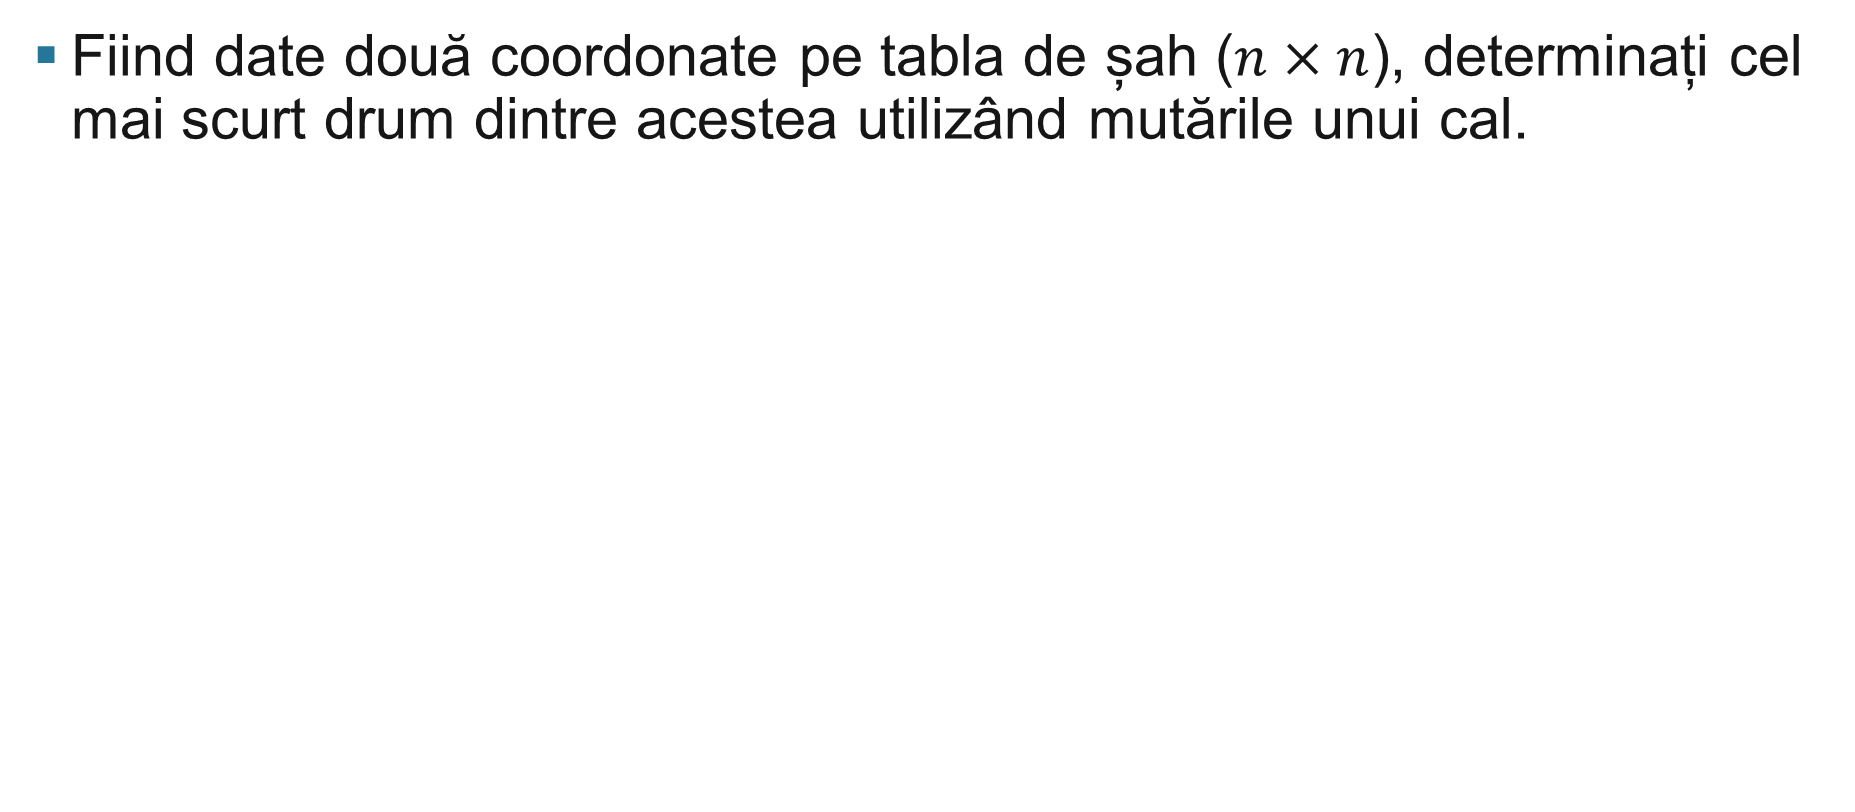 ▪ Fiind date două coordonate pe tabla de șah (𝑛 × 𝑛), determinați cel
mai scurt drum dintre acestea utilizând mutările unui cal.